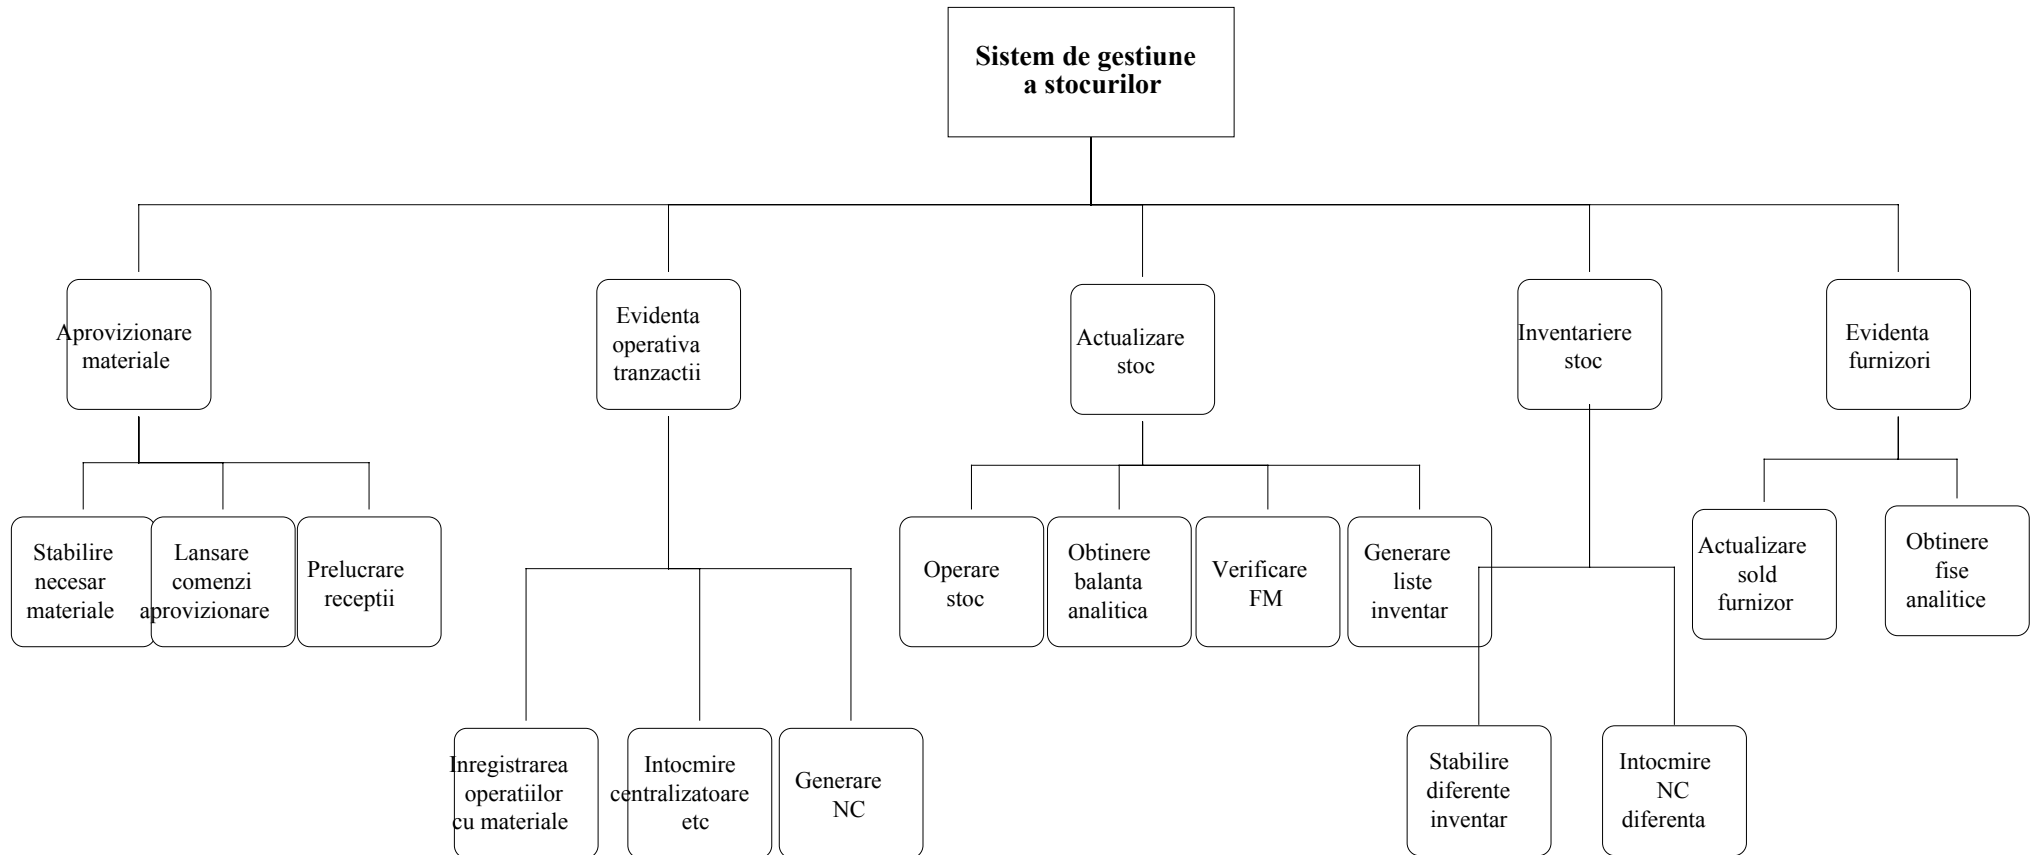 Sistem de gestiune
a stocurilor
Aprovizionare
materiale
Evidenta
operativa
tranzactii
Actualizare
stoc
Inventariere
stoc
Evidenta
furnizori
Stabilire
necesar
materiale
Lansare
comenzi
aprovizionare
Prelucrare
receptii
Operare
stoc
Obtinere
balanta
analitica
Verificare
FM
Generare
liste
inventar
Actualizare
sold
furnizor
Obtinere
fise
analitice
Inregistrarea
operatiilor
cu materiale
Intocmire
centralizatoare
etc
Generare
NC
Stabilire
diferente
inventar
Intocmire
NC
diferenta